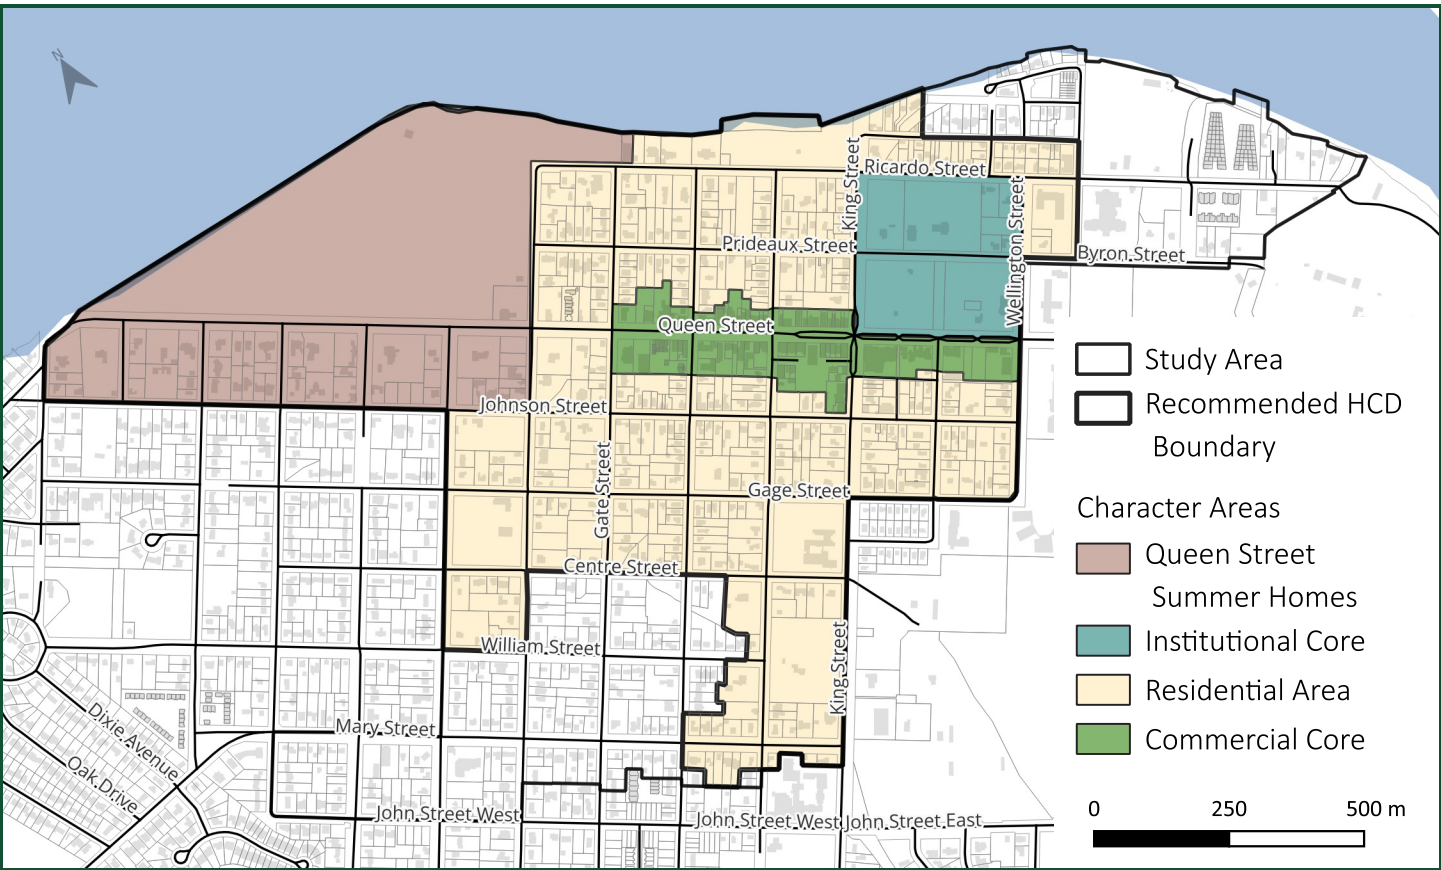 N
King Street
Ricardo Street
Prideaux Street
Wellington Street
Byron Street
Queen Street
Johnson Street
Gate Street
Gage Street
Centre Street
William Street
King Street
Mary Street
Dixie Avenue
Oak Drive
John Street West
John Street West
John Street East
Study Area
Recommended HCD
Boundary
Character Areas
Queen Street
Summer Homes
Institutional Core
Residential Area
Commercial Core
0 250 500 m